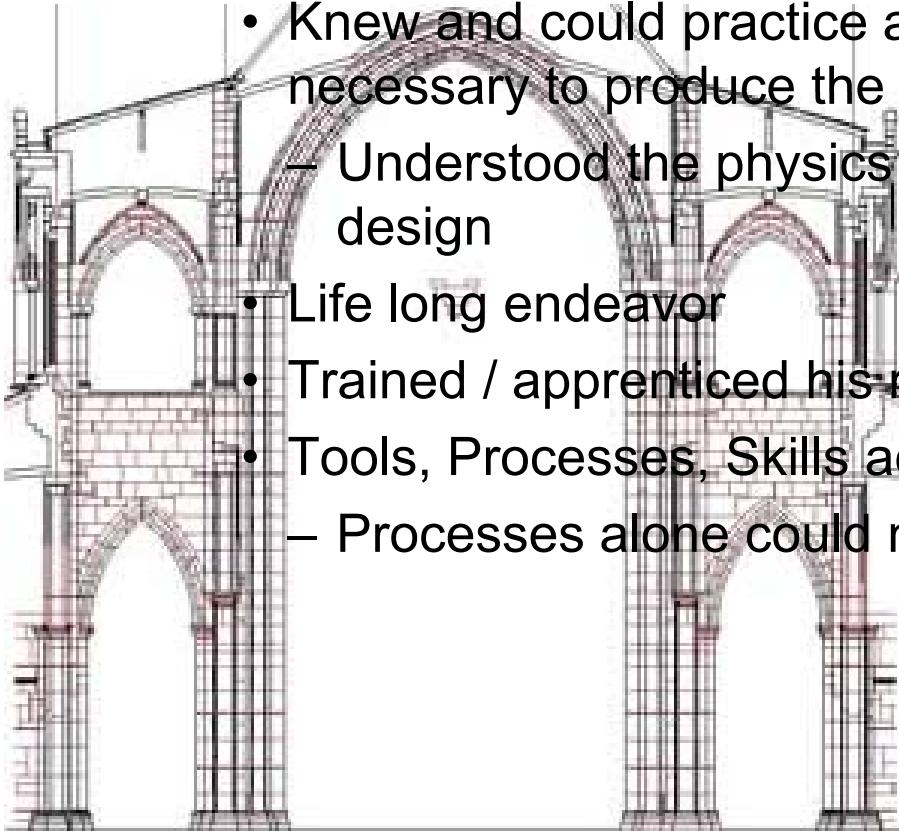 • Knew and could practice
necessary to produce the
– Understood the physics
design
• Life long endeavor
• Trained / apprenticed his
• Tools, Processes, Skills
– Processes alone could